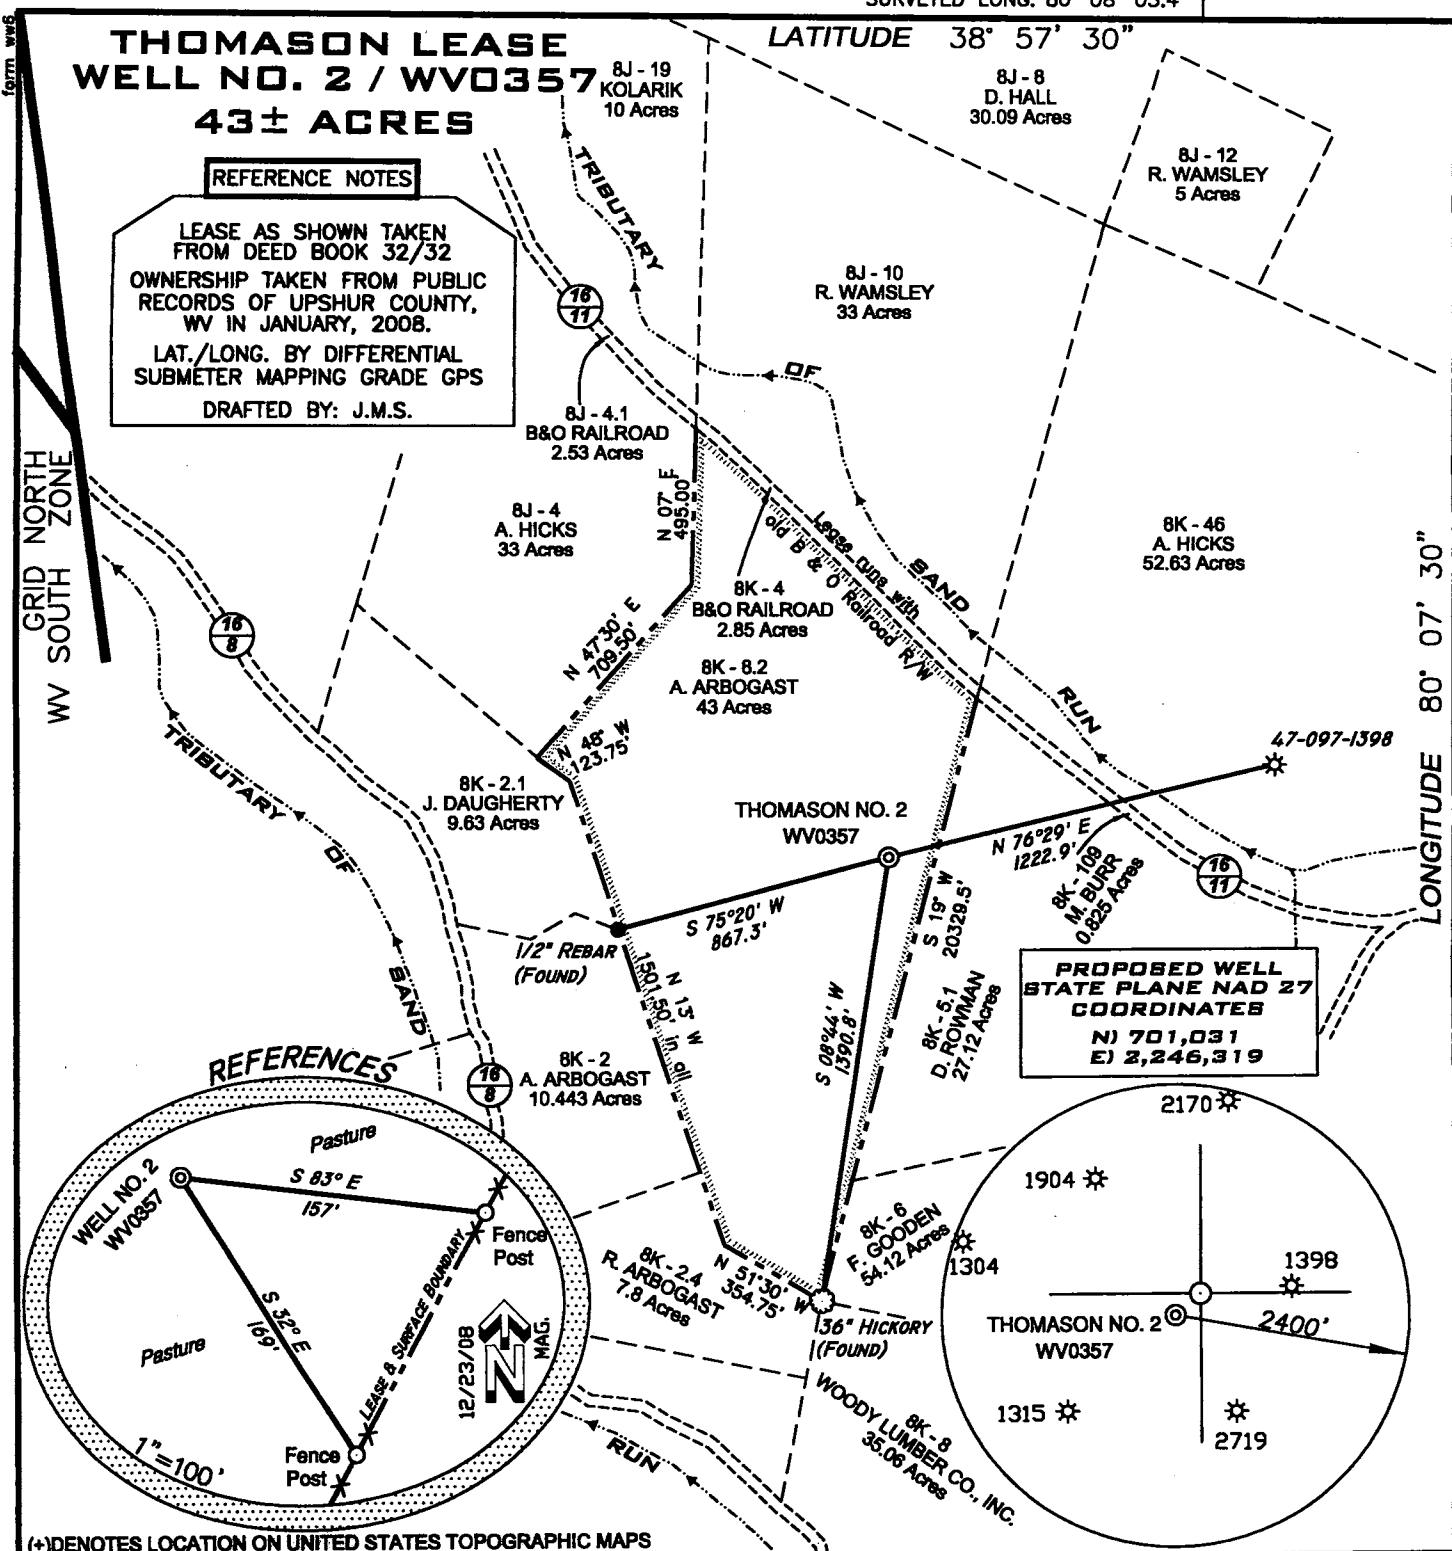 SURVEYED LONG. 80° 08' 03.4"
form ww6
LATITUDE 38° 57' 30"
THOMASON LEASE
WELL NO. 2 / WV0357
43± ACRES
8J - 19
KOLARIK
10 Acres
8J - 8
D. HALL
30.09 Acres
8J - 12
R. WAMSLEY
5 Acres
REFERENCE NOTES
LEASE AS SHOWN TAKEN
FROM DEED BOOK 32/32
OWNERSHIP TAKEN FROM PUBLIC
RECORDS OF UPSHUR COUNTY,
WV IN JANUARY, 2008.
LAT./LONG. BY DIFFERENTIAL
SUBMETER MAPPING GRADE GPS
DRAFTED BY: J.M.S.
TRIBUTARY
OF
SAND
RUN
16
11
8J - 10
R. WAMSLEY
33 Acres
8J - 4.1
B&O RAILROAD
2.53 Acres
GRID NORTH
WV SOUTH ZONE
8J - 4
A. HICKS
33 Acres
N 07° E
495.00'
Lease runs with
old B & O Railroad R/W
8K - 46
A. HICKS
52.63 Acres
LONGITUDE 80° 07' 30"
16
8
8K - 4
B&O RAILROAD
2.85 Acres
N 47°30' E
709.50'
8K - 8.2
A. ARBOGAST
43 Acres
N 48° W
123.75'
47-097-1398
TRIBUTARY
OF
SAND
8K - 2.1
J. DAUGHERTY
9.63 Acres
THOMASON NO. 2
WV0357
N 76°29' E
1222.9'
8K - 109
M. BURR
0.825 Acres
16
11
S 75°20' W
867.3'
S 19° W
20329.5'
1/2" REBAR
(FOUND)
N 13° W
1501.50' in all
S 08°44' W
1390.8'
8K - 5.1
D. ROWMAN
27.12 Acres
PROPOSED WELL
STATE PLANE NAD 27
COORDINATES
N) 701,031
E) 2,246,319
8K - 2
A. ARBOGAST
10.443 Acres
16
8
REFERENCES
Pasture
WELL NO. 2
WV0357
S 83° E
157'
Fence
Post
S 32° E
169'
LEASE & SURFACE BOUNDARY
Pasture
12/23/08
N
MAG.
Fence
Post
1"=100'
8K - 2.4
R. ARBOGAST
7.8 Acres
N 51°30' W
354.75'
8K - 6
F. GOODEN
54.12 Acres
36" HICKORY
(FOUND)
2170
1904
1304
1398
THOMASON NO. 2
WV0357
2400'
1315
2719
8K - 8
WOODY LUMBER CO., INC.
35.06 Acres
RUN
(+)DENOTES LOCATION ON UNITED STATES TOPOGRAPHIC MAPS